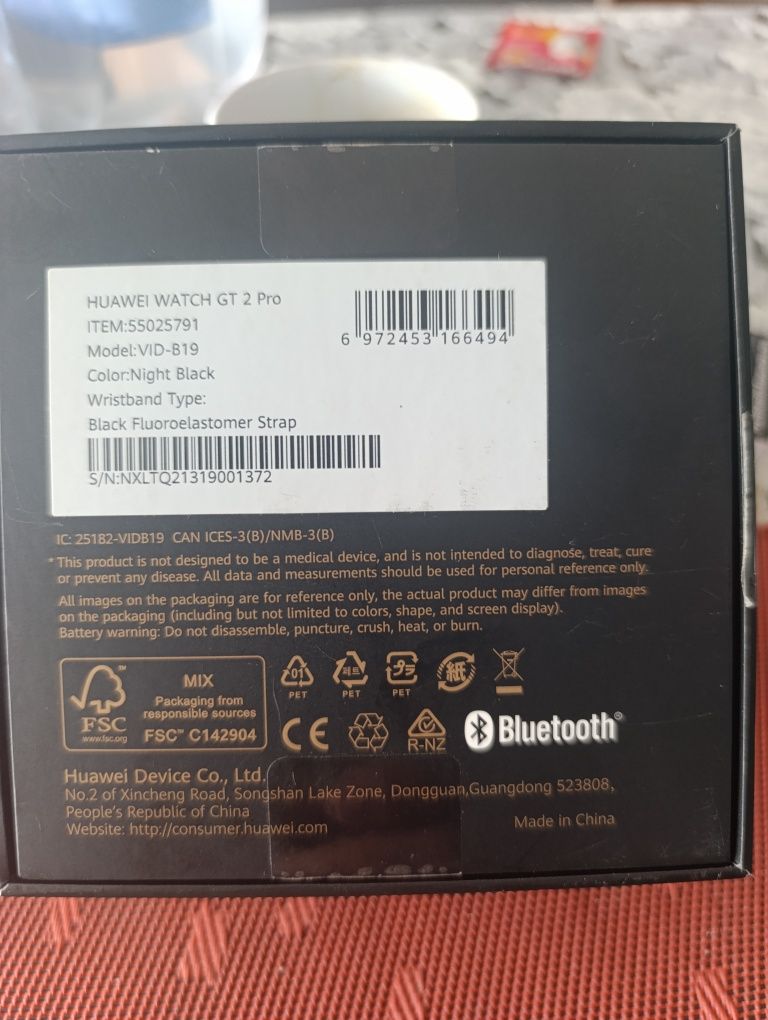 HUAWEI WATCH GT 2 Pro
ITEM:55025791
Model:VID-B19
Color:Night Black
Wristband Type:
Black Fluoroelastomer Strap
S/N:NXLTQ21319001372
6 972453 166494
IC: 25182-VIDB19 CAN ICES-3(B)/NMB-3(B)
*This product is not designed to be a medical device, and is not intended to diagnose, treat, cure
or prevent any disease. All data and measurements should be used for personal reference only.
All images on the packaging are for reference only, the actual product may differ from images
on the packaging (including but not limited to colors, shape, and screen display).
Battery warning: Do not disassemble, puncture, crush, heat, or burn.
FSC™
www.fsc.org
MIX
Packaging from
responsible sources
FSC™ C142904
01
PET
페트
PET
プラ
PET
紙
CE
R-NZ
Bluetooth®
Huawei Device Co., Ltd.
No.2 of Xincheng Road, Songshan Lake Zone, Dongguan,Guangdong 523808,
People's Republic of China
Website: http://consumer.huawei.com
Made in China